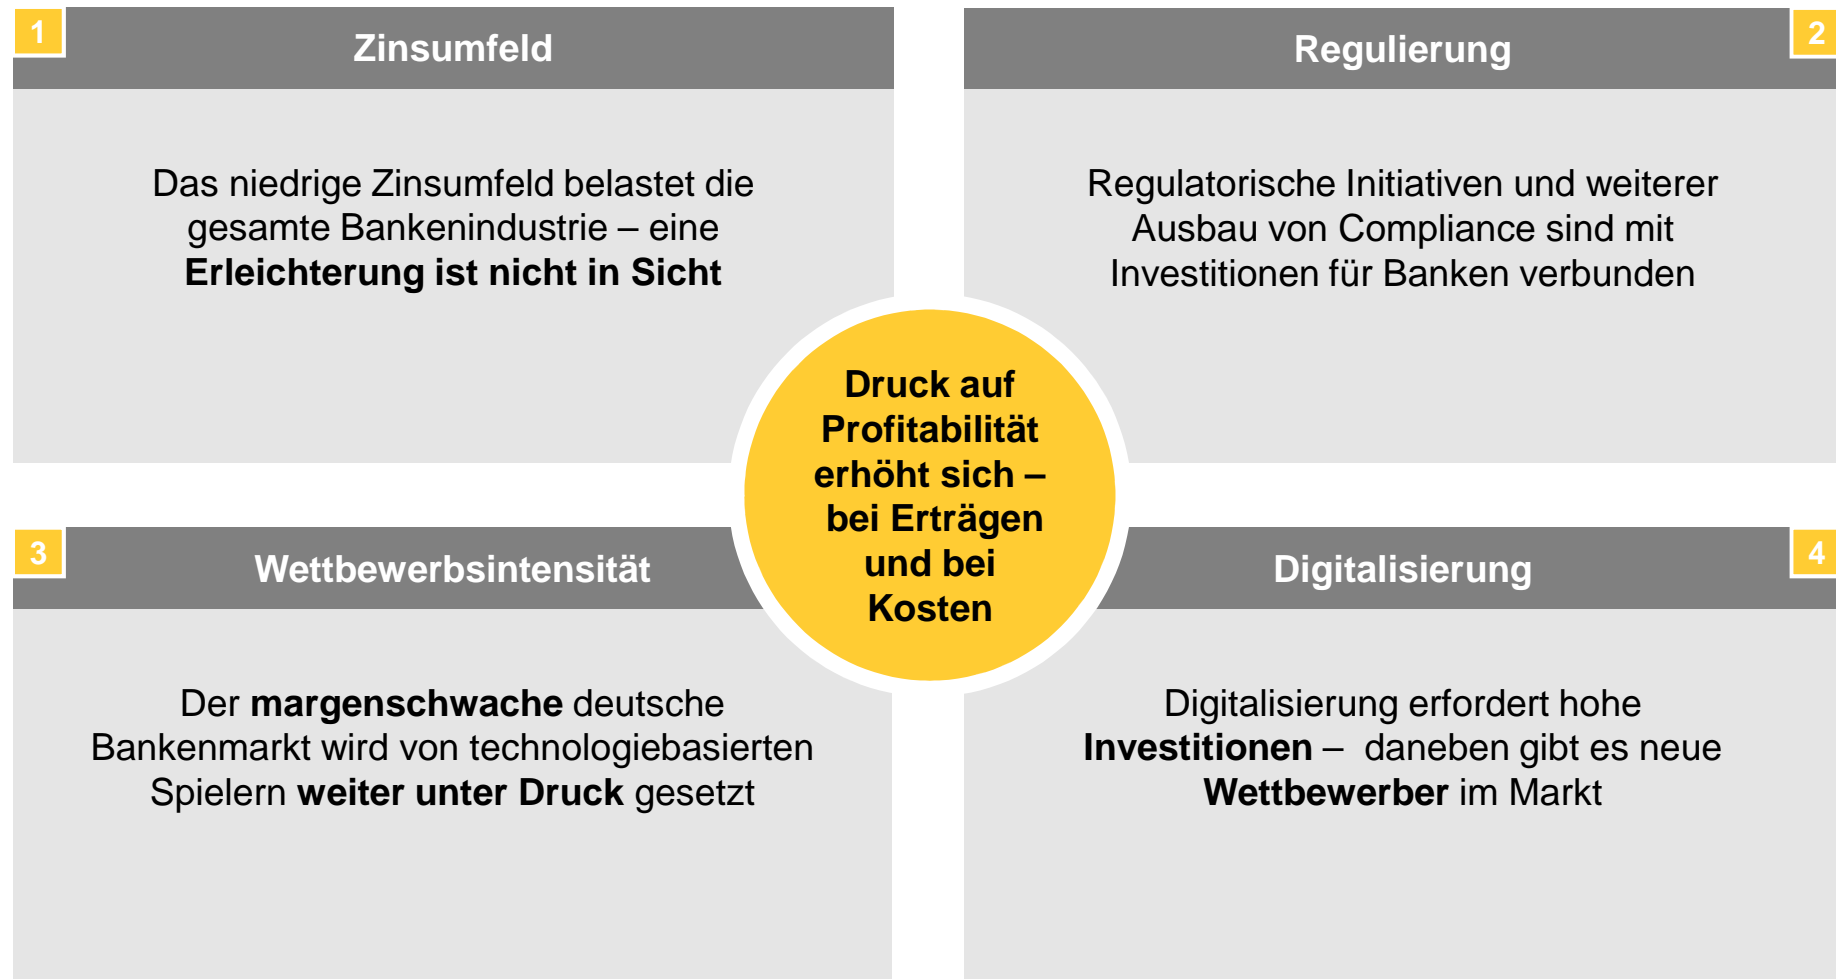 1
Zinsumfeld
Das niedrige Zinsumfeld belastet die
gesamte Bankenindustrie – eine
Erleichterung ist nicht in Sicht
2
Regulierung
Regulatorische Initiativen und weiterer
Ausbau von Compliance sind mit
Investitionen für Banken verbunden
Druck auf
Profitabilität
erhöht sich –
bei Erträgen
und bei
Kosten
3
Wettbewerbsintensität
Der margenschwache deutsche
Bankenmarkt wird von technologiebasierten
Spielern weiter unter Druck gesetzt
4
Digitalisierung
Digitalisierung erfordert hohe
Investitionen – daneben gibt es neue
Wettbewerber im Markt